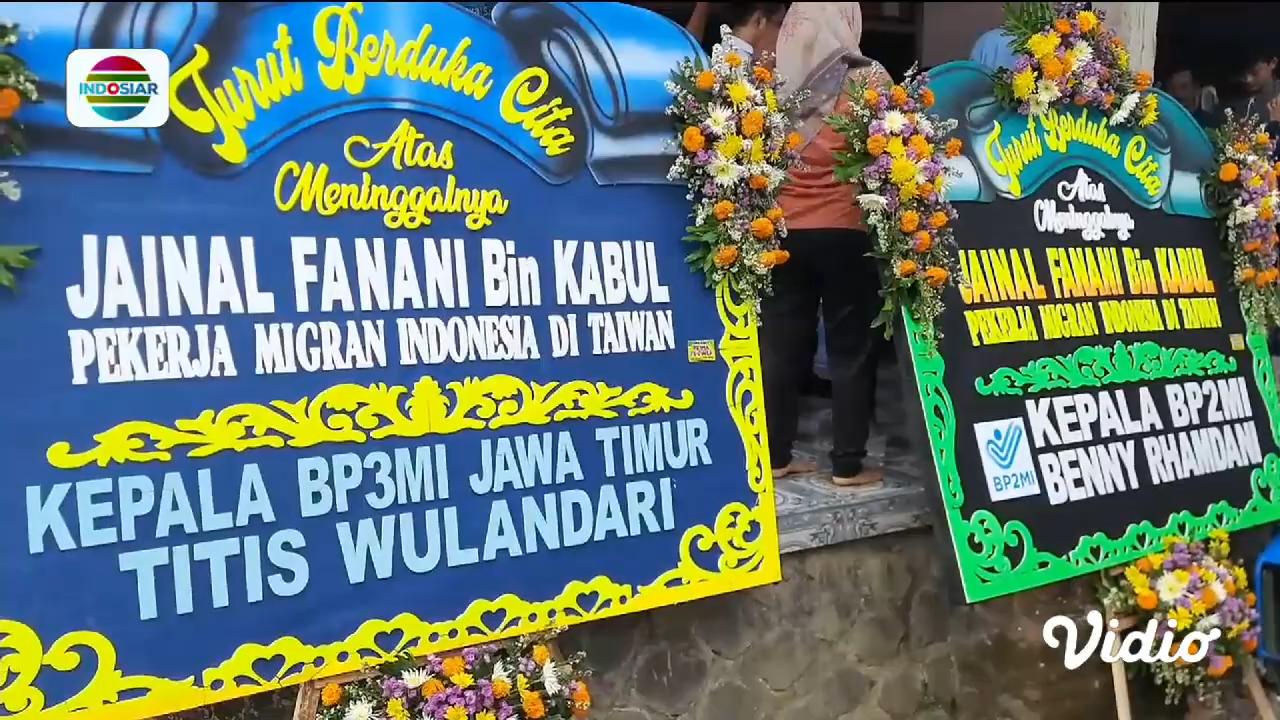 INDOSIAR
Turut Berduka Cita
Atas
Meninggalnya
JAINAL FANANI Bin KABUL
PEKERJA MIGRAN INDONESIA DI TAIWAN
KEPALA BP3MI JAWA TIMUR
TITIS WULANDARI
Turut Berduka Cita
Atas
Meninggalnya
JAINAL FANANI Bin KABUL
PEKERJA MIGRAN INDONESIA DI TAIWAN
BP2MI
KEPALA BP2MI
BENNY RHAMDANI
Vidio